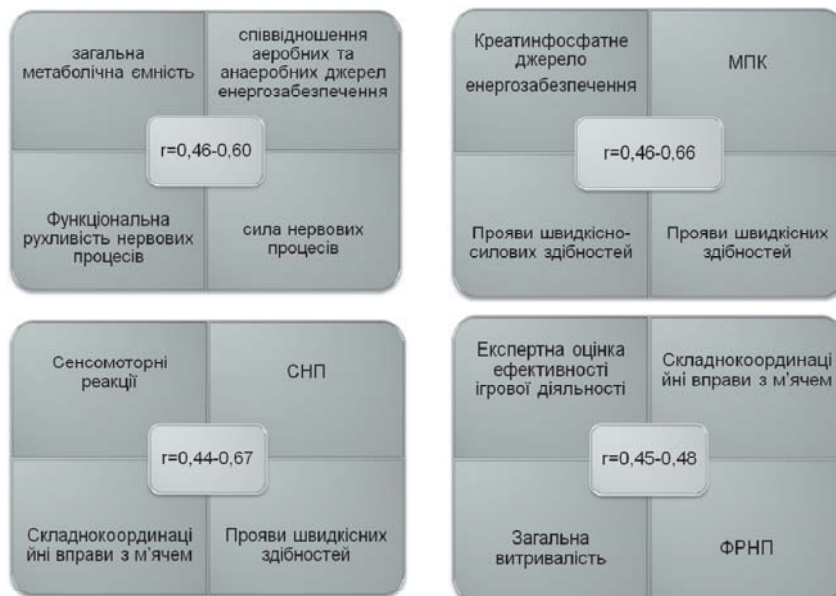 загальна
метаболічна ємність
співвідношення
аеробних та
анаеробних джерел
енергозабезпечення
r=0,46-0,60
Функціональна
рухливість нервових
процесів
сила нервових
процесів
Креатинфосфатне
джерело
енергозабезпечення
МПК
r=0,46-0,66
Прояви швидкісно-
силових здібностей
Прояви швидкісних
здібностей
Сенсомоторні
реакції
СНП
r=0,44-0,67
Складнокоординаці
йні вправи з м’ячем
Прояви швидкісних
здібностей
Експертна оцінка
ефективності
ігрової діяльності
Складнокоординаці
йні вправи з м’ячем
r=0,45-0,48
Загальна
витривалість
ФРНП